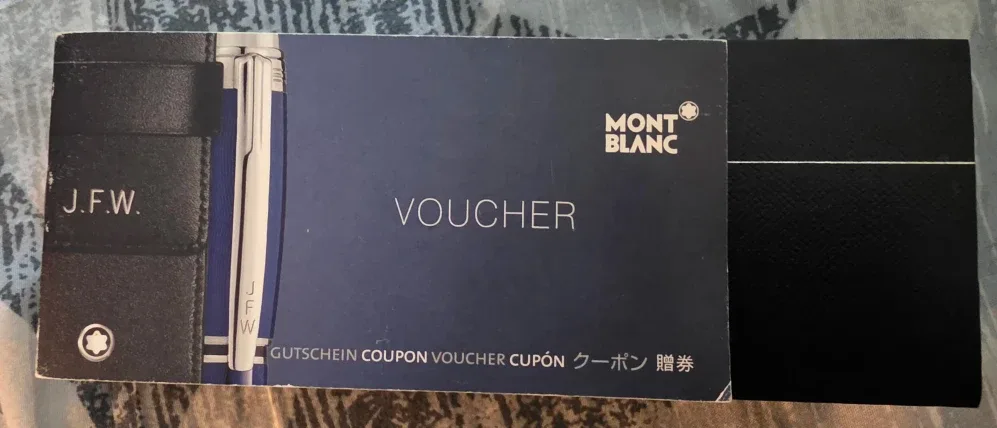 MONT
BLANC
J.F.W.
VOUCHER
J
F
W
GUTSCHEIN COUPON VOUCHER CUPÓN クーポン 贈券